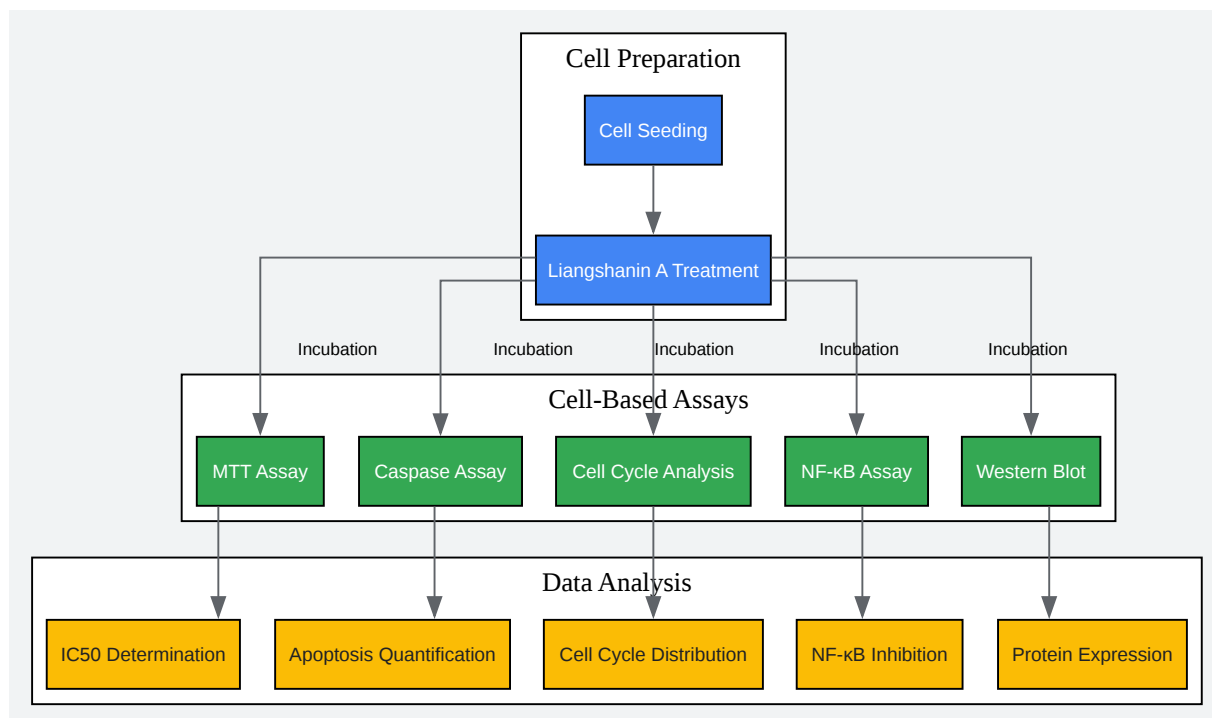 Cell Preparation
Cell Seeding
Liangshanin A Treatment
Incubation
Incubation
Incubation
Incubation
Incubation
Cell-Based Assays
MTT Assay
Caspase Assay
Cell Cycle Analysis
NF-κB Assay
Western Blot
Data Analysis
IC50 Determination
Apoptosis Quantification
Cell Cycle Distribution
NF-κB Inhibition
Protein Expression